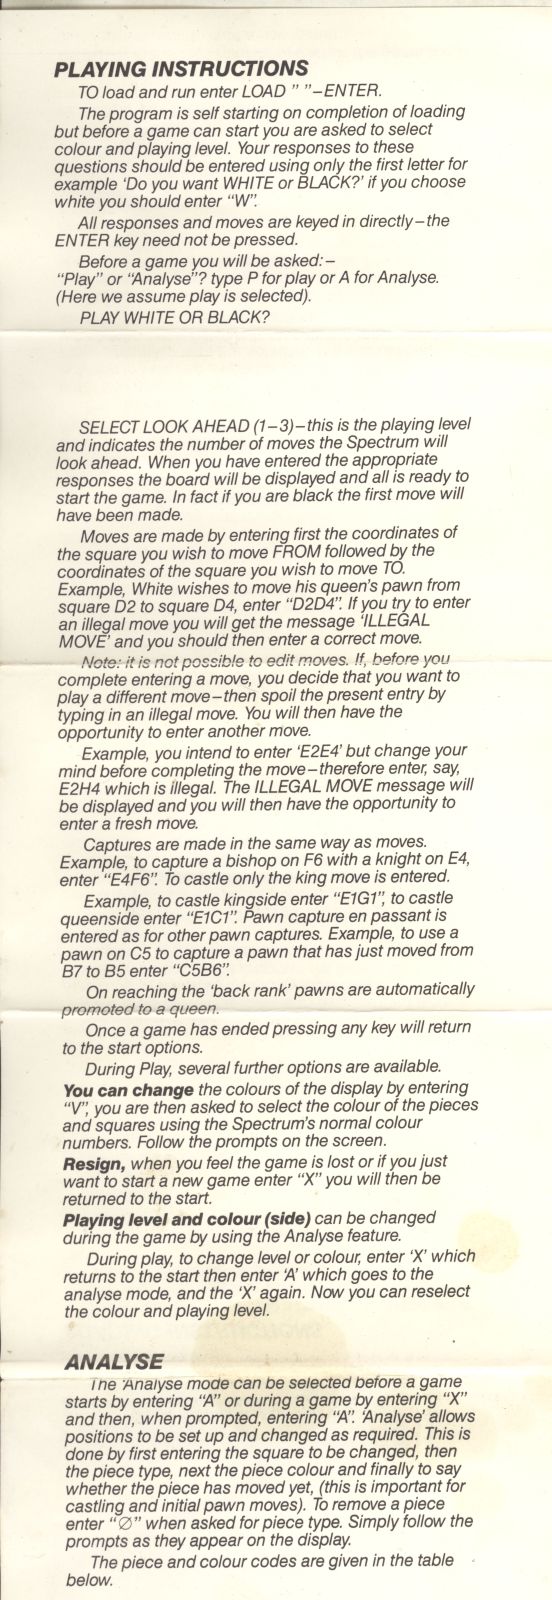 PLAYING INSTRUCTIONS
TO load and run enter LOAD " "–ENTER.
The program is self starting on completion of loading
but before a game can start you are asked to select
colour and playing level. Your responses to these
questions should be entered using only the first letter for
example 'Do you want WHITE or BLACK?' if you choose
white you should enter "W".
All responses and moves are keyed in directly–the
ENTER key need not be pressed.
Before a game you will be asked:–
"Play" or "Analyse"? type P for play or A for Analyse.
(Here we assume play is selected).
PLAY WHITE OR BLACK?
SELECT LOOK AHEAD (1–3)–this is the playing level
and indicates the number of moves the Spectrum will
look ahead. When you have entered the appropriate
responses the board will be displayed and all is ready to
start the game. In fact if you are black the first move will
have been made.
Moves are made by entering first the coordinates of
the square you wish to move FROM followed by the
coordinates of the square you wish to move TO.
Example, White wishes to move his queen's pawn from
square D2 to square D4, enter "D2D4". If you try to enter
an illegal move you will get the message 'ILLEGAL
MOVE' and you should then enter a correct move.
Note: it is not possible to edit moves. If, before you
complete entering a move, you decide that you want to
play a different move–then spoil the present entry by
typing in an illegal move. You will then have the
opportunity to enter another move.
Example, you intend to enter 'E2E4' but change your
mind before completing the move–therefore enter, say,
E2H4 which is illegal. The ILLEGAL MOVE message will
be displayed and you will then have the opportunity to
enter a fresh move.
Captures are made in the same way as moves.
Example, to capture a bishop on F6 with a knight on E4,
enter "E4F6". To castle only the king move is entered.
Example, to castle kingside enter "E1G1", to castle
queenside enter "E1C1". Pawn capture en passant is
entered as for other pawn captures. Example, to use a
pawn on C5 to capture a pawn that has just moved from
B7 to B5 enter "C5B6".
On reaching the 'back rank' pawns are automatically
promoted to a queen.
Once a game has ended pressing any key will return
to the start options.
During Play, several further options are available.
You can change the colours of the display by entering
"V", you are then asked to select the colour of the pieces
and squares using the Spectrum's normal colour
numbers. Follow the prompts on the screen.
Resign, when you feel the game is lost or if you just
want to start a new game enter "X" you will then be
returned to the start.
Playing level and colour (side) can be changed
during the game by using the Analyse feature.
During play, to change level or colour, enter 'X' which
returns to the start then enter 'A' which goes to the
analyse mode, and the 'X' again. Now you can reselect
the colour and playing level.
ANALYSE
The 'Analyse mode can be selected before a game
starts by entering "A" or during a game by entering "X"
and then, when prompted, entering "A". 'Analyse' allows
positions to be set up and changed as required. This is
done by first entering the square to be changed, then
the piece type, next the piece colour and finally to say
whether the piece has moved yet, (this is important for
castling and initial pawn moves). To remove a piece
enter "∅" when asked for piece type. Simply follow the
prompts as they appear on the display.
The piece and colour codes are given in the table
below.